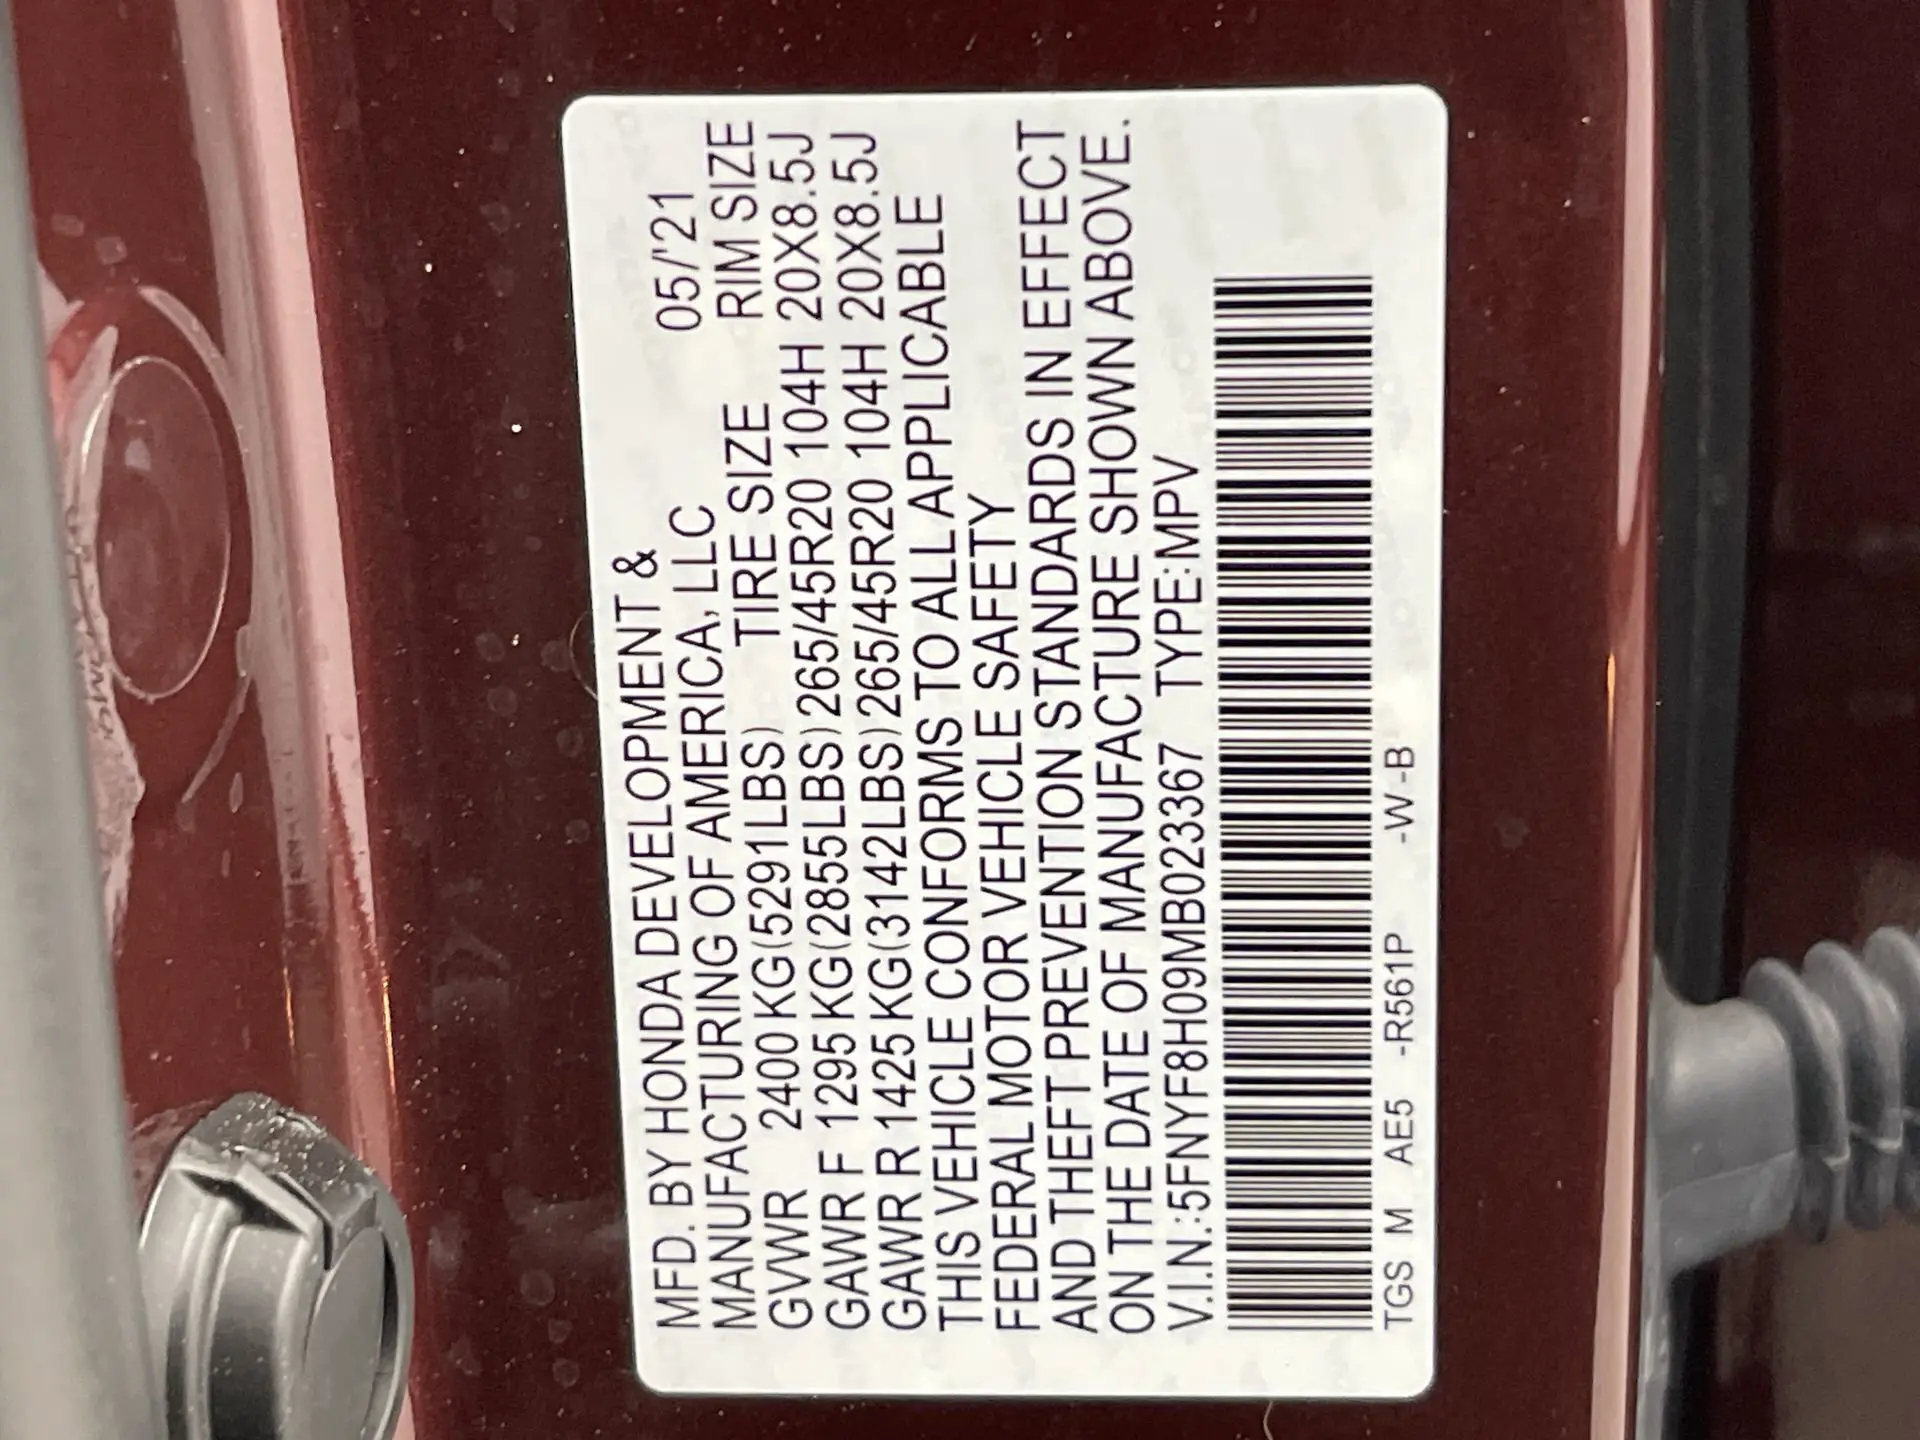 MFD. BY HONDA DEVELOPMENT &
MANUFACTURING OF AMERICA, LLC 05/'21
TIRE SIZE RIM SIZE
GVWR 2400 KG(5291LBS)
GAWR F 1295 KG(2855LBS) 265/45R20 104H 20X8.5J
GAWR R 1425 KG(3142LBS) 265/45R20 104H 20X8.5J
THIS VEHICLE CONFORMS TO ALL APPLICABLE
FEDERAL MOTOR VEHICLE SAFETY
AND THEFT PREVENTION STANDARDS IN EFFECT
ON THE DATE OF MANUFACTURE SHOWN ABOVE.
V.I.N.:5FNYF8H09MB023367 TYPE:MPV
TGS M AE5 -R561P -W -B